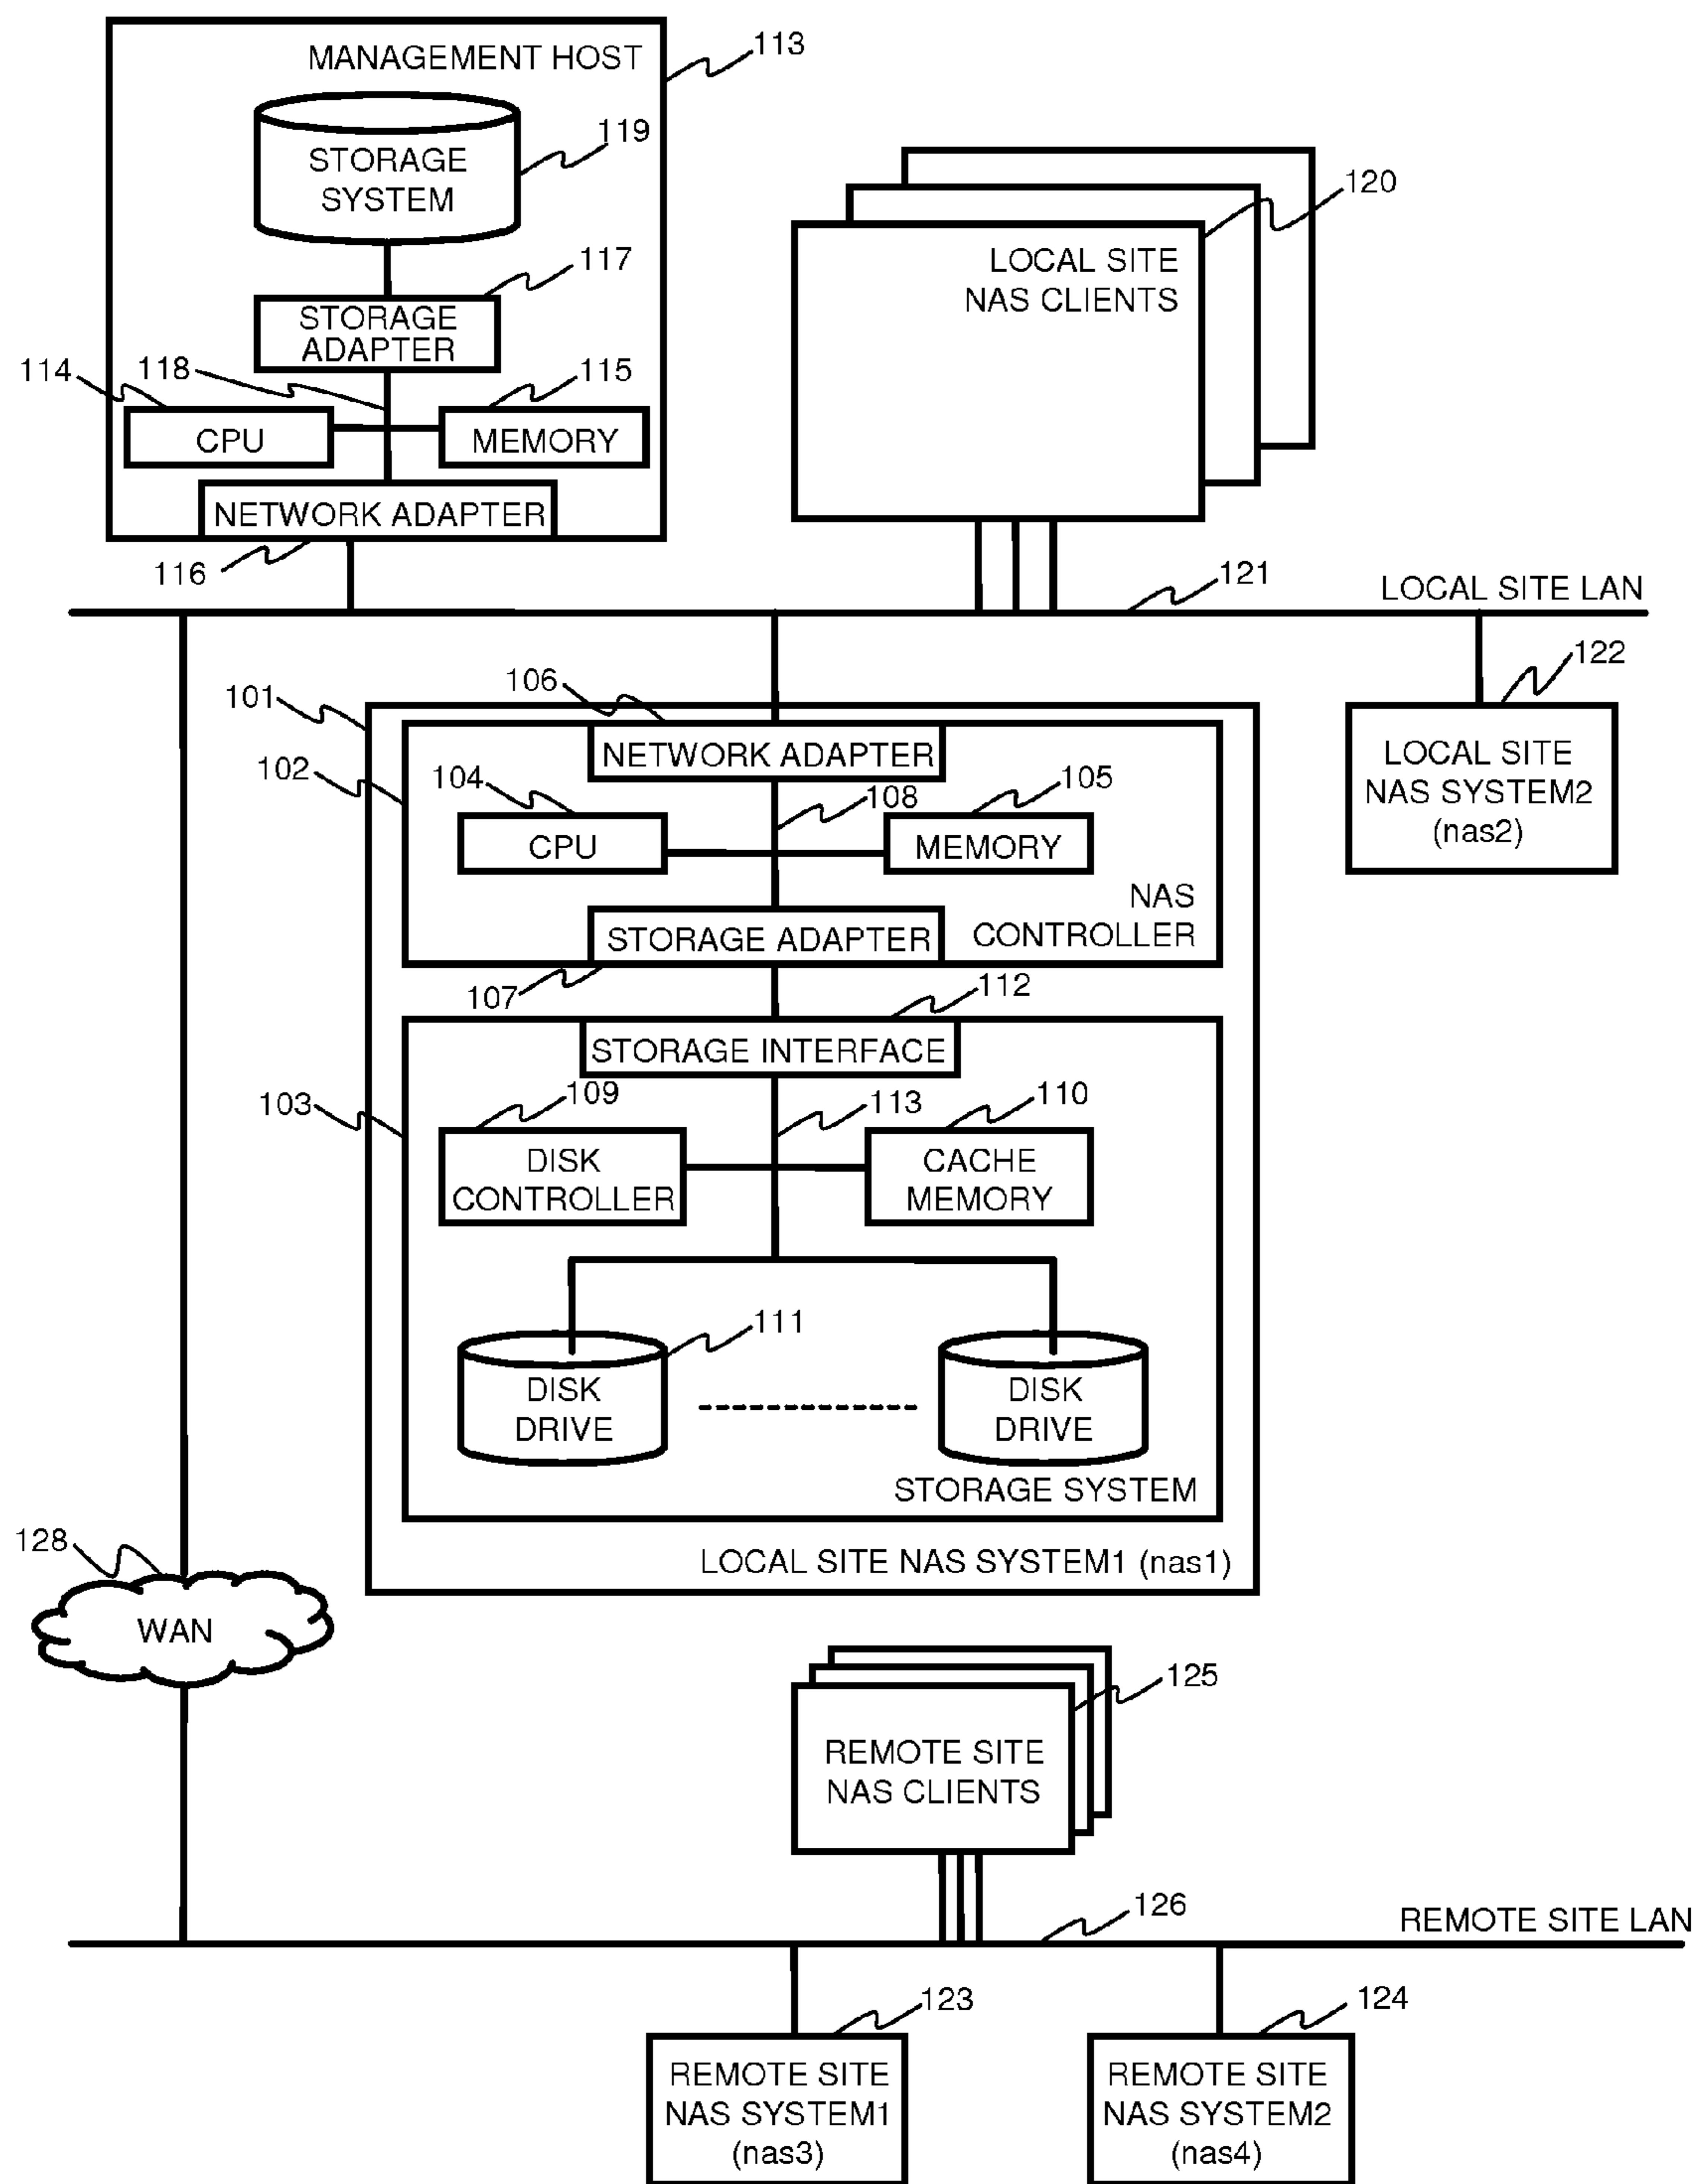 MANAGEMENT HOST
113
STORAGE
SYSTEM
119
117
STORAGE
ADAPTER
114
118
115
CPU
MEMORY
NETWORK ADAPTER
116
120
LOCAL SITE
NAS CLIENTS
121
LOCAL SITE LAN
122
LOCAL SITE
NAS SYSTEM2
(nas2)
101
106
NETWORK ADAPTER
102
104
108
105
CPU
MEMORY
NAS
CONTROLLER
STORAGE ADAPTER
107
112
STORAGE INTERFACE
103
109
113
110
DISK
CONTROLLER
CACHE
MEMORY
111
DISK
DRIVE
DISK
DRIVE
STORAGE SYSTEM
LOCAL SITE NAS SYSTEM1 (nas1)
128
WAN
125
REMOTE SITE
NAS CLIENTS
126
REMOTE SITE LAN
123
REMOTE SITE
NAS SYSTEM1
(nas3)
124
REMOTE SITE
NAS SYSTEM2
(nas4)